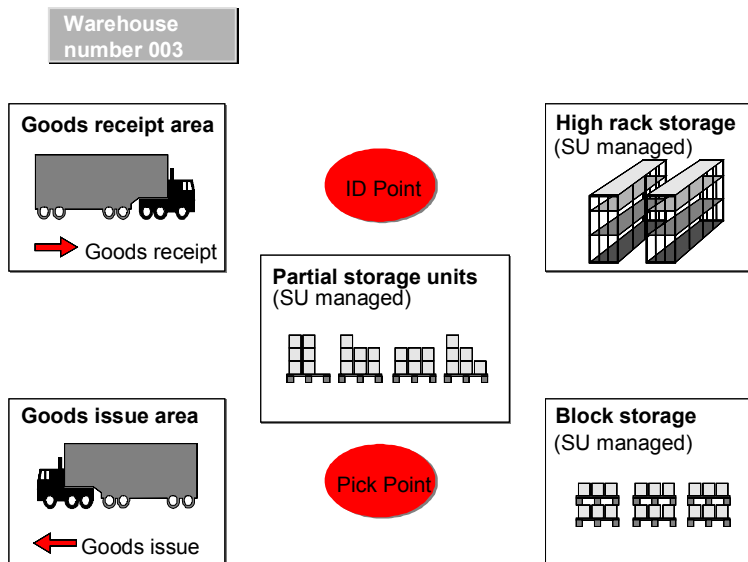 Warehouse
number 003
Goods receipt area
Goods receipt
ID Point
High rack storage
(SU managed)
Partial storage units
(SU managed)
Goods issue area
Goods issue
Pick Point
Block storage
(SU managed)